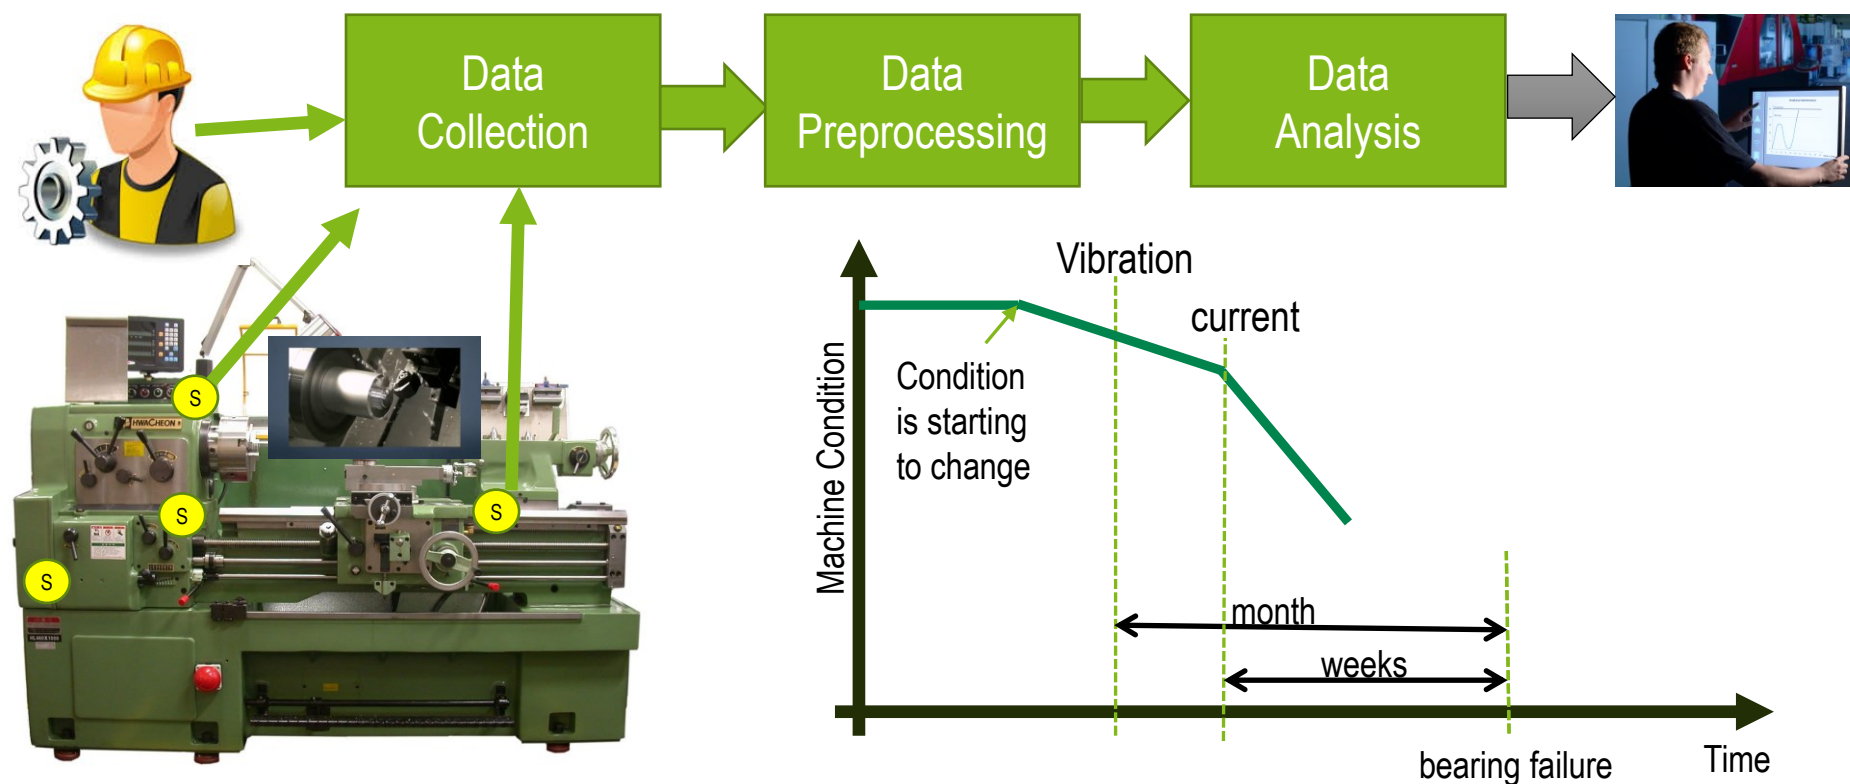 Data
Collection
Data
Preprocessing
Data
Analysis
S
S
S
S
HWACHEON
Vibration
current
Condition
is starting
to change
Machine Condition
month
weeks
bearing failure
Time